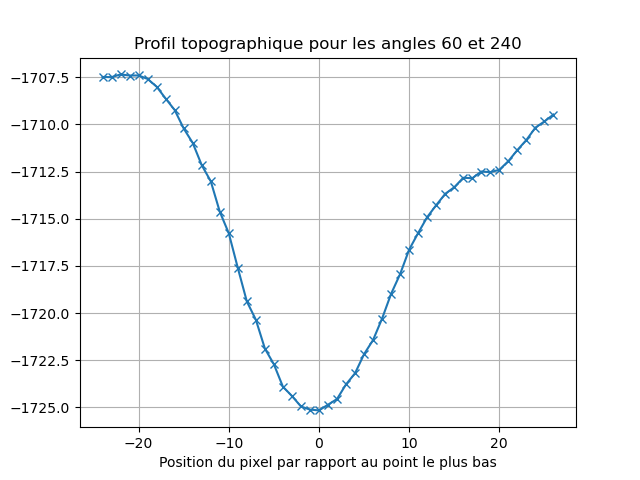 Profil topographique pour les angles 60 et 240
−1707.5
−1710.0
−1712.5
−1715.0
−1717.5
−1720.0
−1722.5
−1725.0
−20 −10 0 10 20
Position du pixel par rapport au point le plus bas